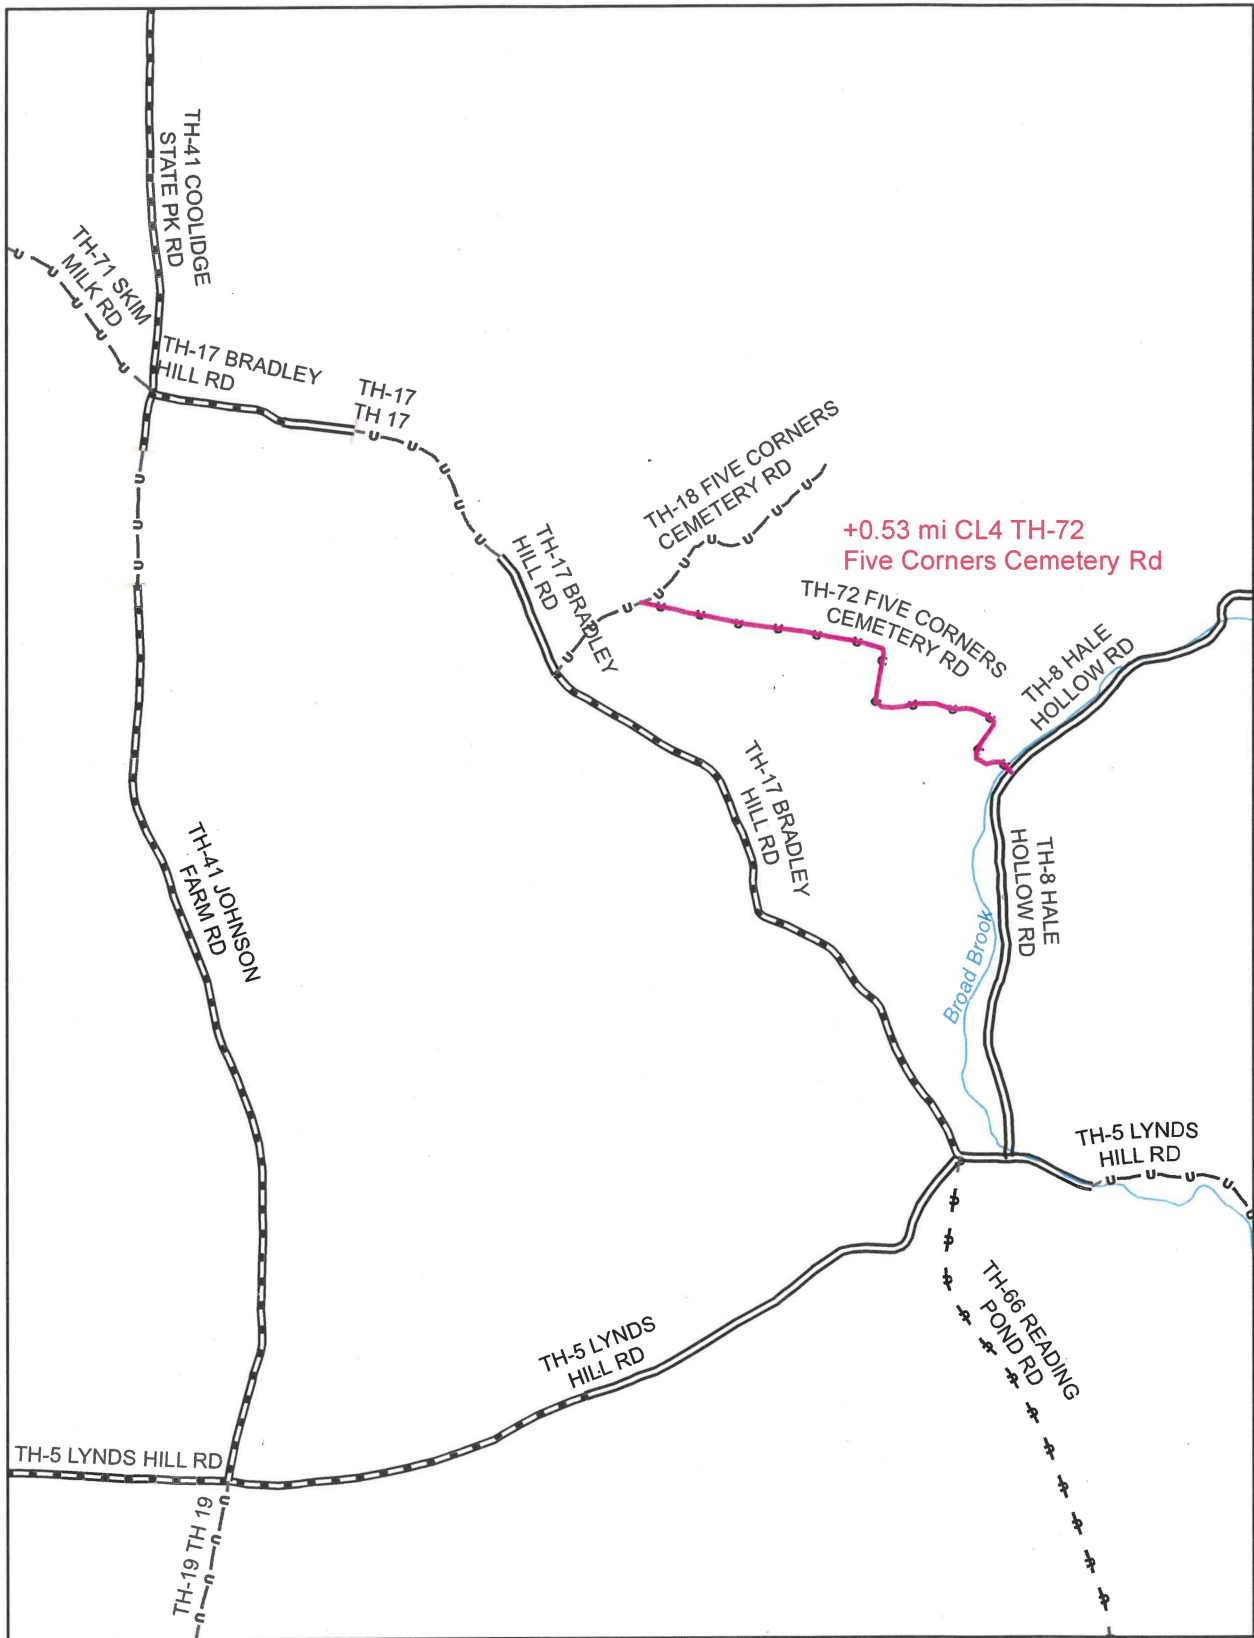 TH-41 COOLIDGE
STATE PK RD
TH-71 SKIM
MILK RD
TH-17 BRADLEY
HILL RD
TH-17
TH 17
TH-18 FIVE CORNERS
CEMETERY RD
+0.53 mi CL4 TH-72
Five Corners Cemetery Rd
TH-17 BRADLEY
HILL RD
TH-72 FIVE CORNERS
CEMETERY RD
TH-8 HALE
HOLLOW RD
TH-17 BRADLEY
HILL RD
TH-41 JOHNSON
FARM RD
TH-8 HALE
HOLLOW RD
Broad Brook
TH-5 LYNDS
HILL RD
TH-66 READING
POND RD
TH-5 LYNDS
HILL RD
TH-5 LYNDS HILL RD
TH-19 TH 19